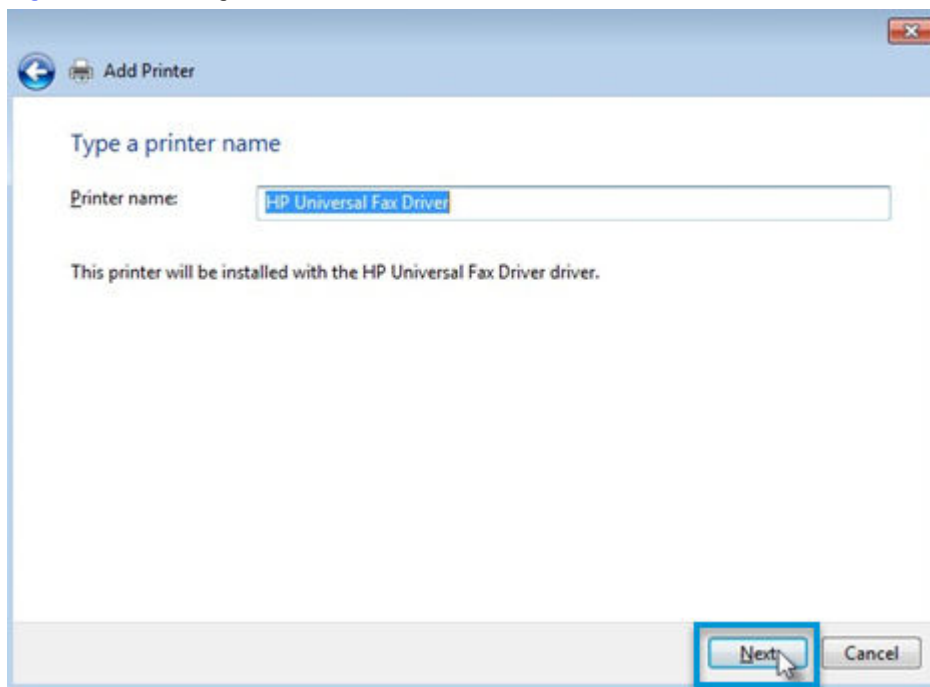 Add Printer
Type a printer name
Printer name: HP Universal Fax Driver
This printer will be installed with the HP Universal Fax Driver driver.
Next Cancel